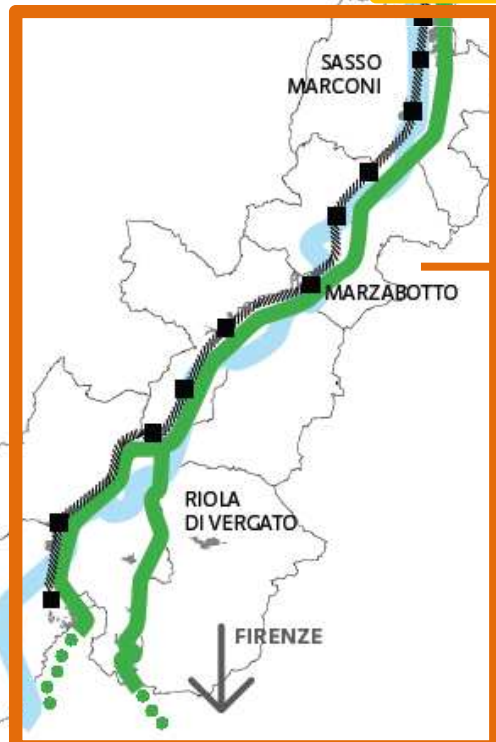 SASSO
MARCONI
MARZABOTTO
RIOLA
DI VERGATO
FIRENZE